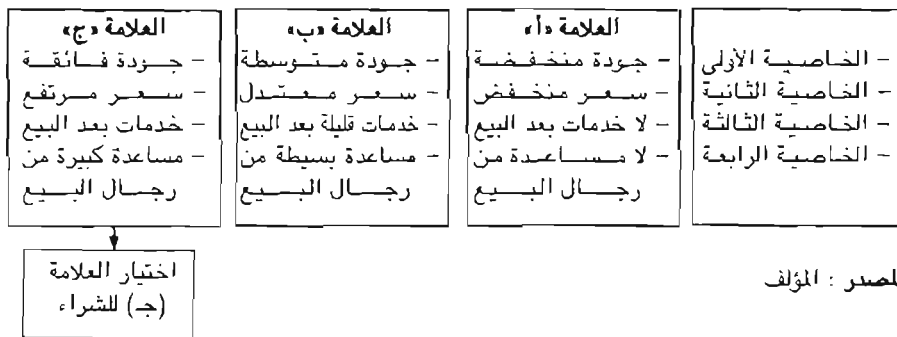 - الخاصية الأولى
- الخاصية الثانية
- الخاصية الثالثة
- الخاصية الرابعة
العلامة «أ»
- جودة منخفضة
- سعر منخفض
- لا خدمات بعد البيع
- لا مساعدة من
رجال البيع
العلامة «ب»
- جودة متوسطة
- سعر معتدل
- خدمات قليلة بعد البيع
- مساعدة بسيطة من
رجال البيع
العلامة «ج»
- جودة فائقة
- سعر مرتفع
- خدمات بعد البيع
- مساعدة كبيرة من
رجال البيع
اختيار العلامة
(جـ) للشراء
لمصدر : المؤلف